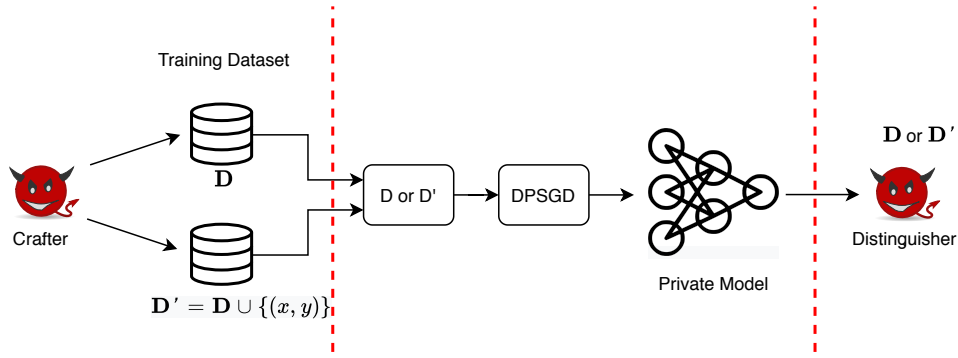 Training Dataset
D
Crafter
D' = D ∪ {(x, y)}
D or D'
DPSGD
Private Model
D or D'
Distinguisher